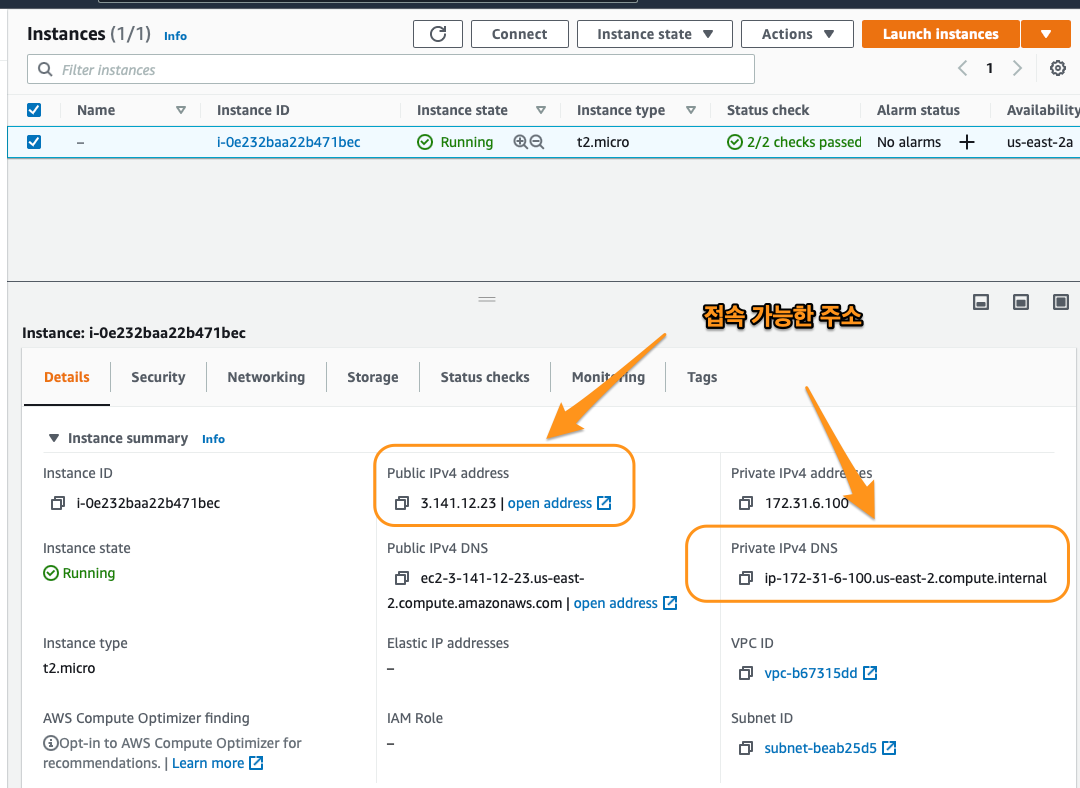 Instances (1/1) Info
Connect
Instance state
Actions
Launch instances
Filter instances
1
Name
Instance ID
Instance state
Instance type
Status check
Alarm status
Availability
–
i-0e232baa22b471bec
Running
t2.micro
2/2 checks passed
No alarms
us-east-2a
접속 가능한 주소
Instance: i-0e232baa22b471bec
Details
Security
Networking
Storage
Status checks
Monitoring
Tags
Instance summary Info
Instance ID
i-0e232baa22b471bec
Public IPv4 address
3.141.12.23 | open address
Private IPv4 addresses
172.31.6.100
Instance state
Running
Public IPv4 DNS
ec2-3-141-12-23.us-east-
2.compute.amazonaws.com | open address
Private IPv4 DNS
ip-172-31-6-100.us-east-2.compute.internal
Instance type
t2.micro
Elastic IP addresses
–
VPC ID
vpc-b67315dd
AWS Compute Optimizer finding
Opt-in to AWS Compute Optimizer for
recommendations. | Learn more
IAM Role
–
Subnet ID
subnet-beab25d5